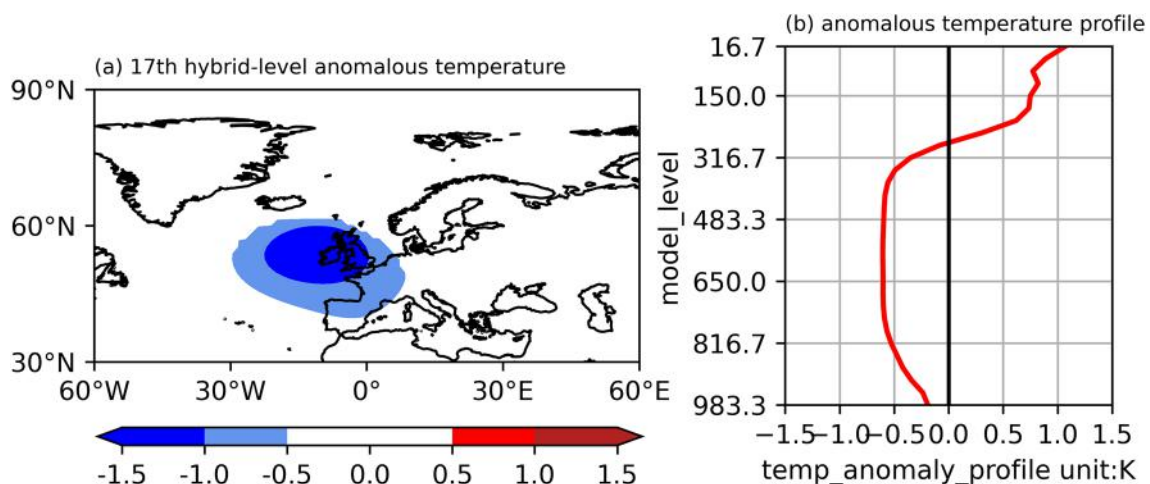 (a) 17th hybrid-level anomalous temperature
90°N
60°N
30°N
60°W 30°W 0° 30°E 60°E
-1.5 -1.0 -0.5 0.0 0.5 1.0 1.5
(b) anomalous temperature profile
16.7
150.0
316.7
483.3
650.0
816.7
983.3
model_level
−1.5 −1.0 −0.5 0.0 0.5 1.0 1.5
temp_anomaly_profile unit:K